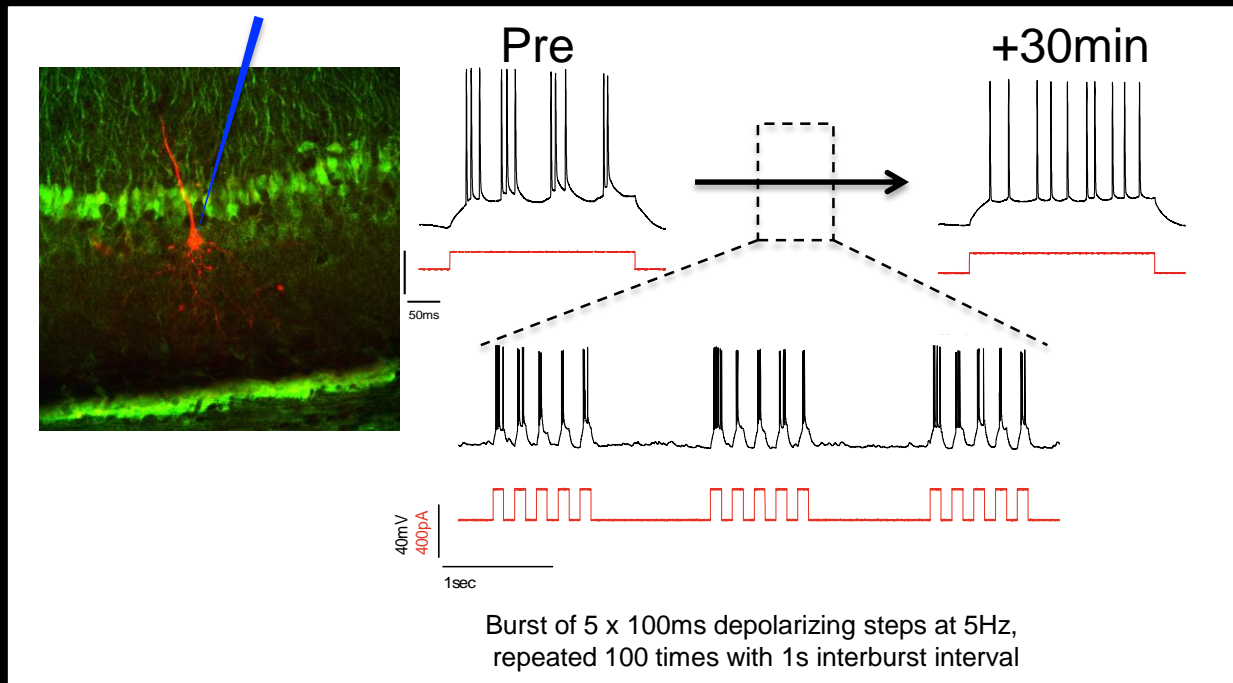 Pre
+30min
50ms
40mV
400pA
1sec
Burst of 5 x 100ms depolarizing steps at 5Hz,
repeated 100 times with 1s interburst interval